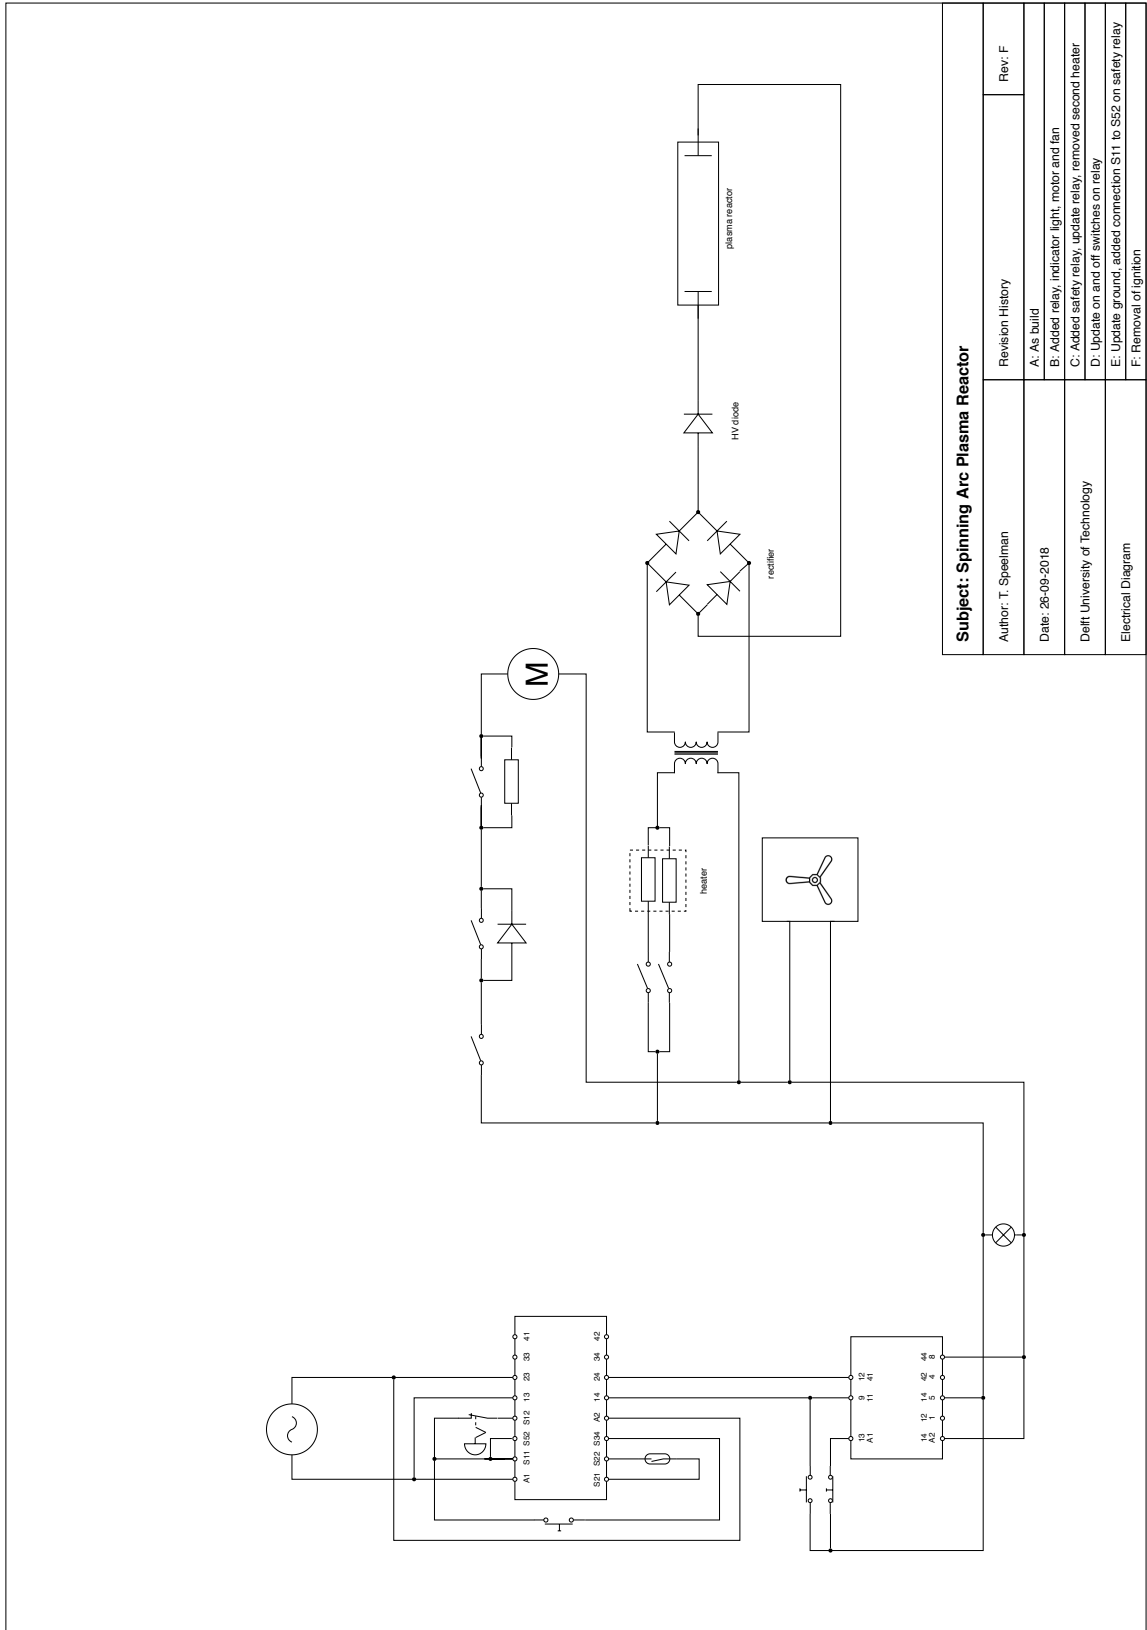 41
33
23
13
S12
S52
S11
A1
42
34
24
14
A2
S34
S22
S21
12
41
9
11
13
A1
44
8
42
4
14
5
12
1
14
A2
M
heater
rectifier
HV diode
plasma reactor
Subject: Spinning Arc Plasma Reactor
Author: T. Speelman
Revision History
Rev: F
Date: 26-09-2018
A: As build
B: Added relay, indicator light, motor and fan
Delft University of Technology
C: Added safety relay, update relay, removed second heater
D: Update on and off switches on relay
Electrical Diagram
E: Update ground, added connection S11 to S52 on safety relay
F: Removal of ignition